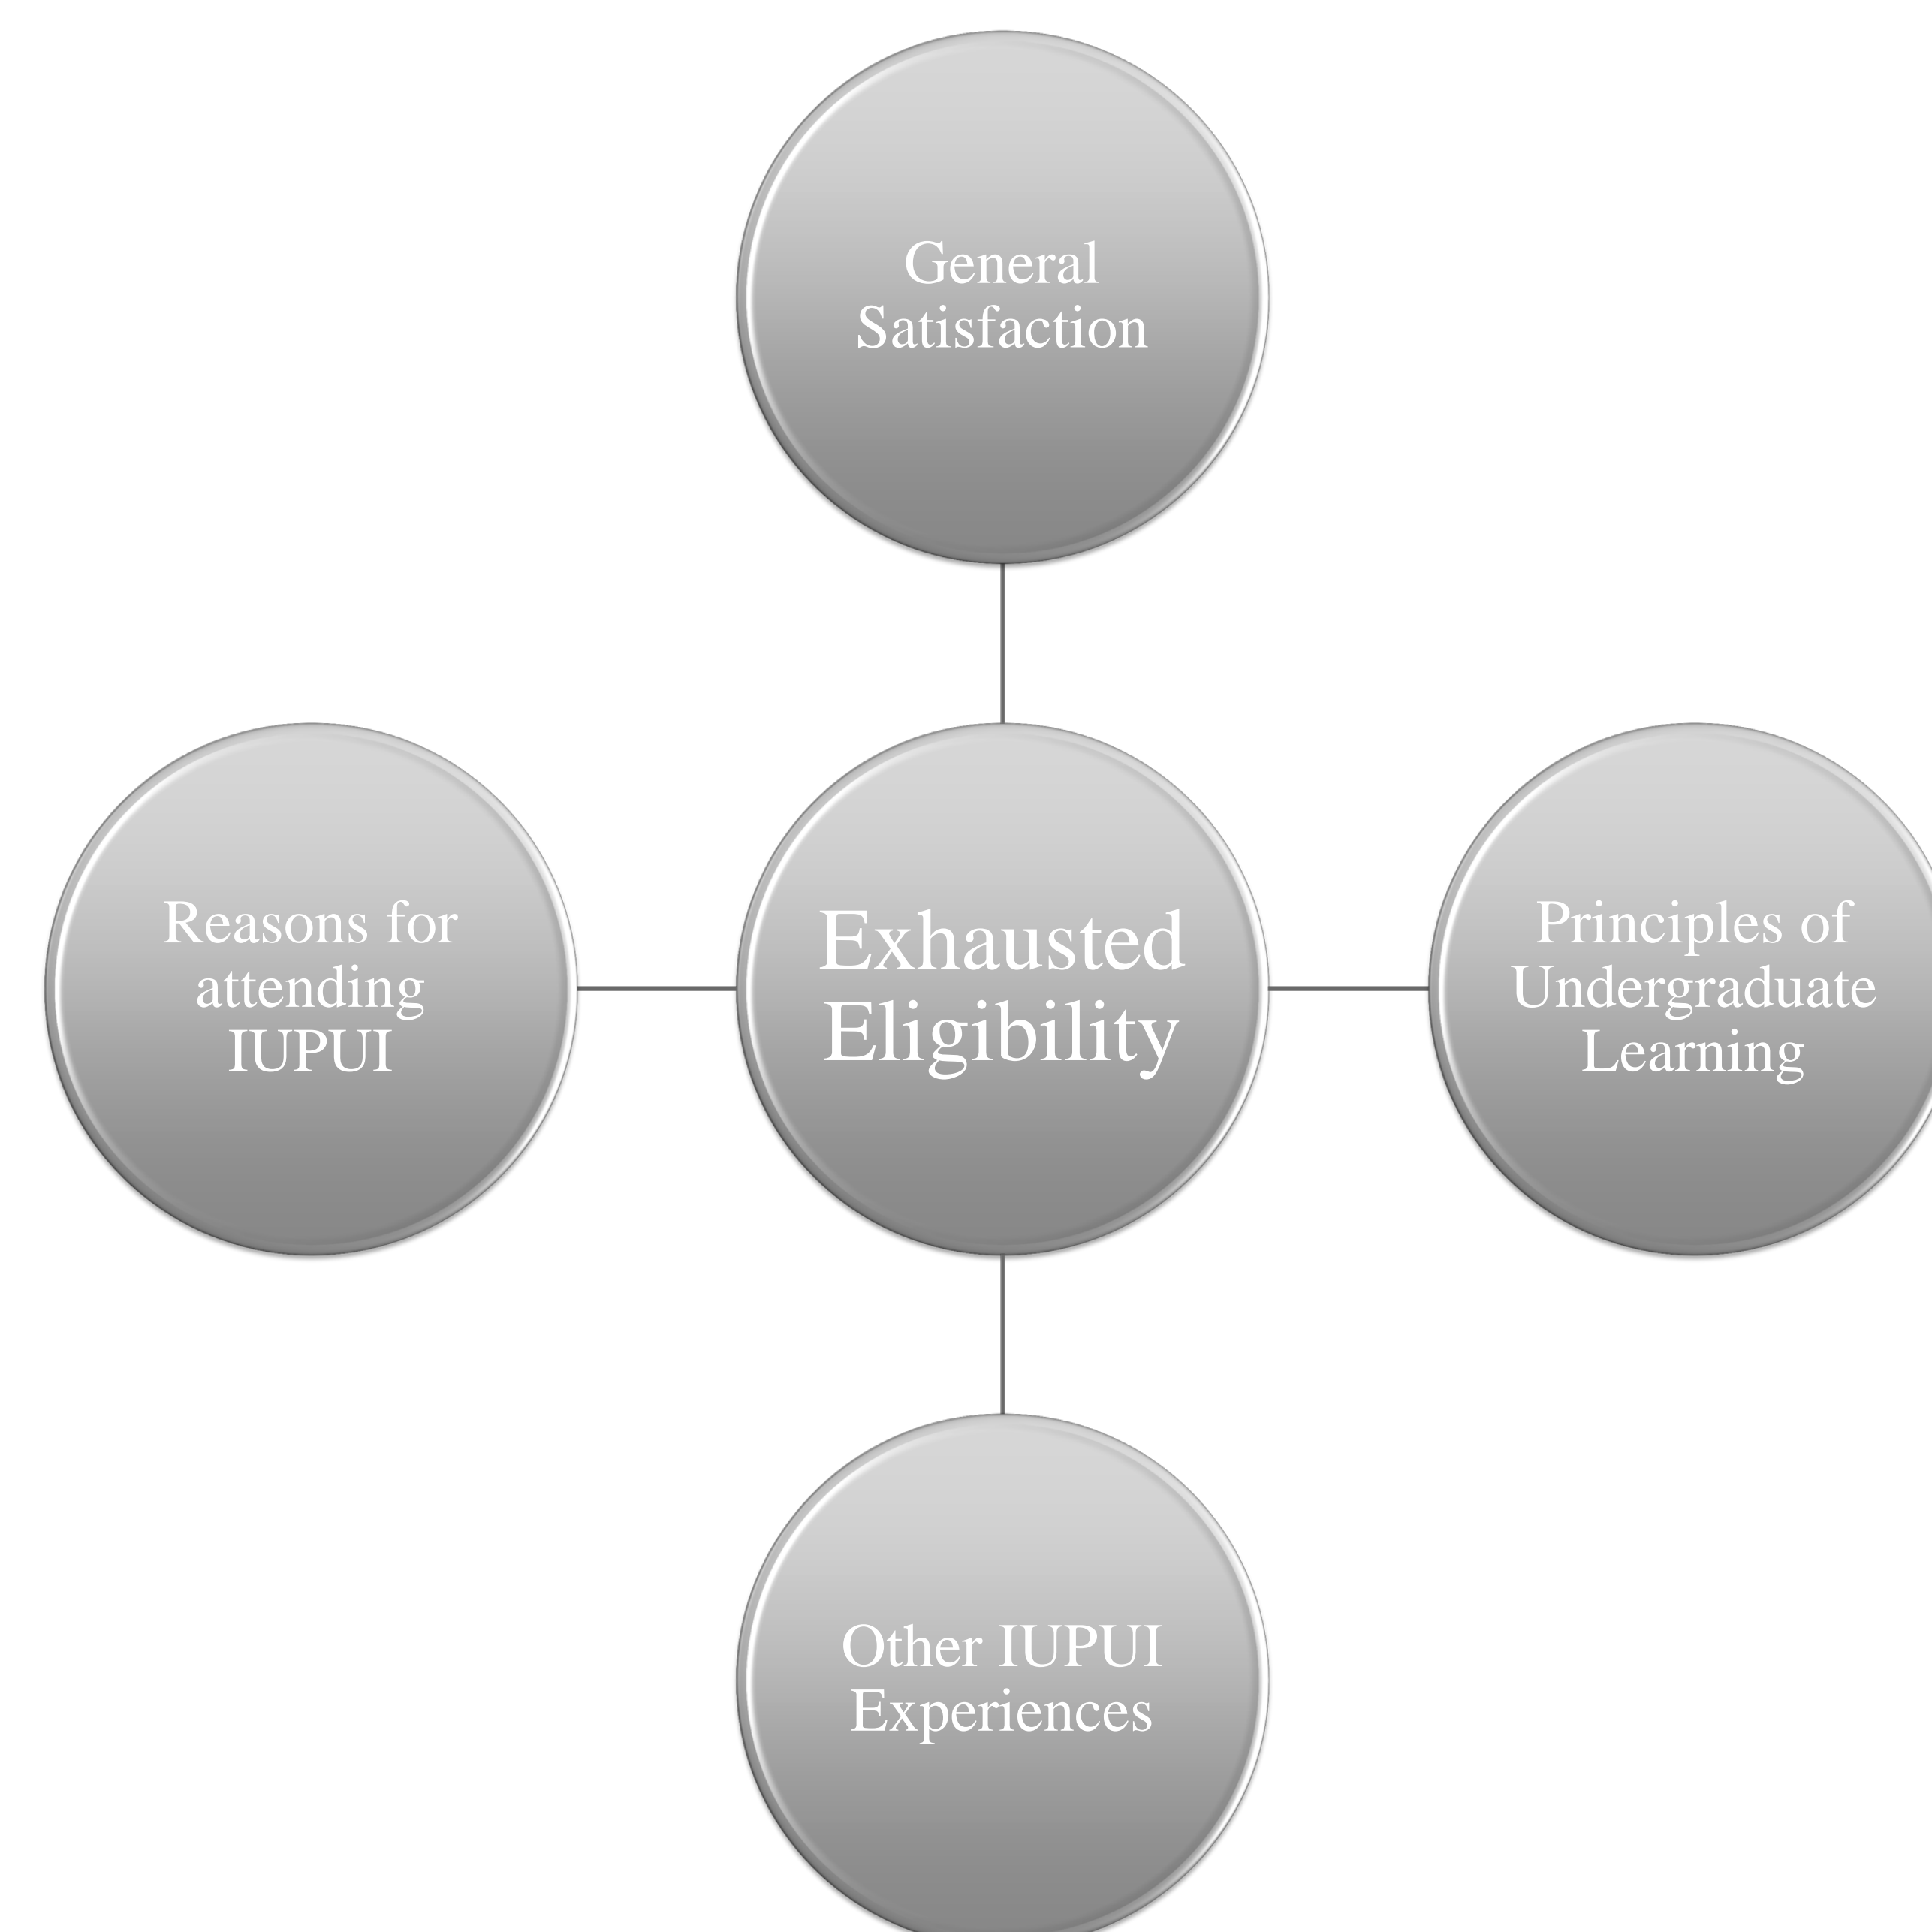 General
Satisfaction
Reasons for
attending
IUPUI
Exhausted
Eligibility
Principles of
Undergraduate
Learning
Other IUPUI
Experiences